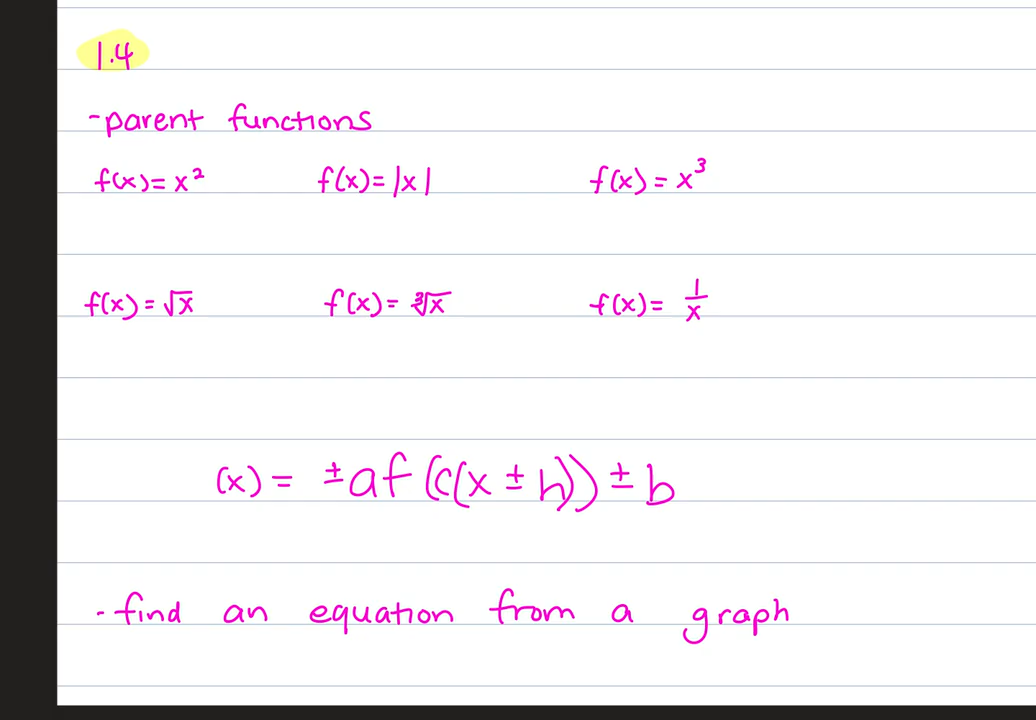 1.4
-parent functions
f(x)= x² f(x)= |x| f(x) = x³
f(x) = √x f(x) = ∛x f(x) = 1/x
(x) = ±af(c(x ± h)) ± b
-find an equation from a graph